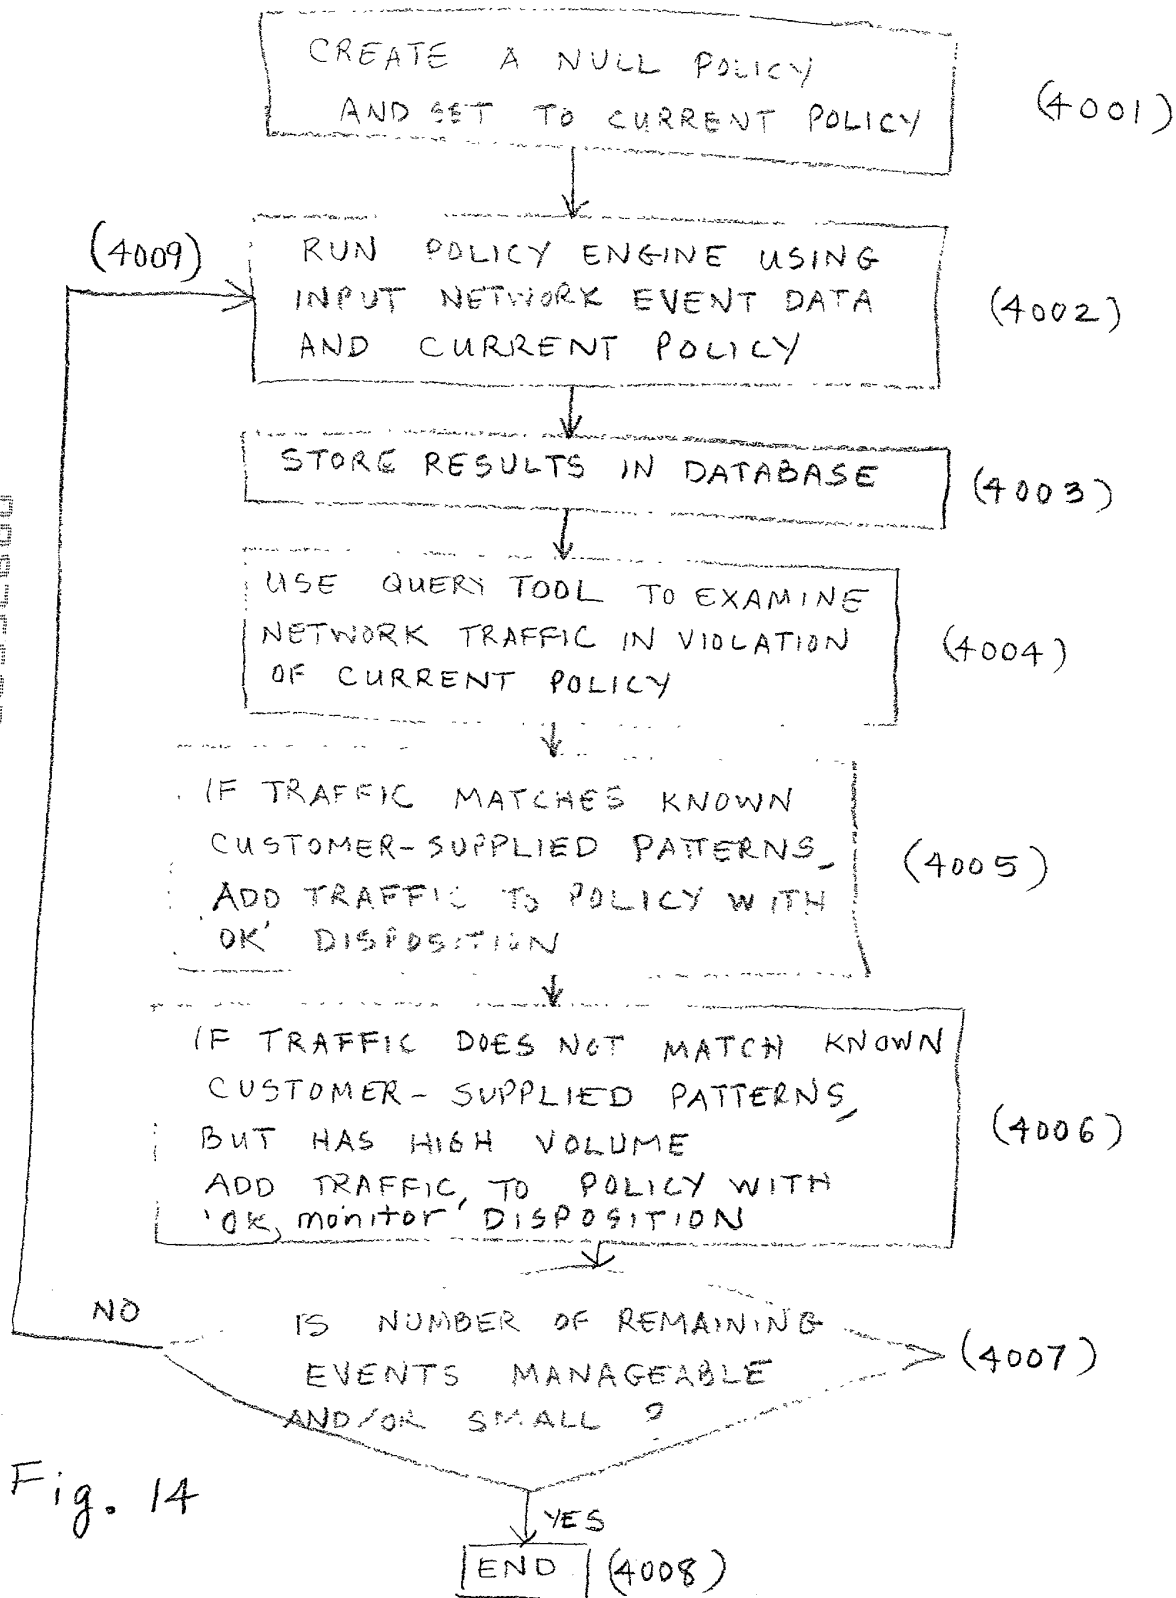 CREATE A NULL POLICY
AND SET TO CURRENT POLICY
(4001)
(4009)
RUN POLICY ENGINE USING
INPUT NETWORK EVENT DATA
AND CURRENT POLICY
(4002)
STORE RESULTS IN DATABASE
(4003)
USE QUERY TOOL TO EXAMINE
NETWORK TRAFFIC IN VIOLATION
OF CURRENT POLICY
(4004)
IF TRAFFIC MATCHES KNOWN
CUSTOMER-SUPPLIED PATTERNS,
ADD TRAFFIC TO POLICY WITH
'OK' DISPOSITION
(4005)
IF TRAFFIC DOES NOT MATCH KNOWN
CUSTOMER-SUPPLIED PATTERNS,
BUT HAS HIGH VOLUME
ADD TRAFFIC, TO POLICY WITH
'OK, monitor' DISPOSITION
(4006)
NO
IS NUMBER OF REMAINING
EVENTS MANAGEABLE
AND/OR SMALL ?
(4007)
Fig. 14
YES
END (4008)